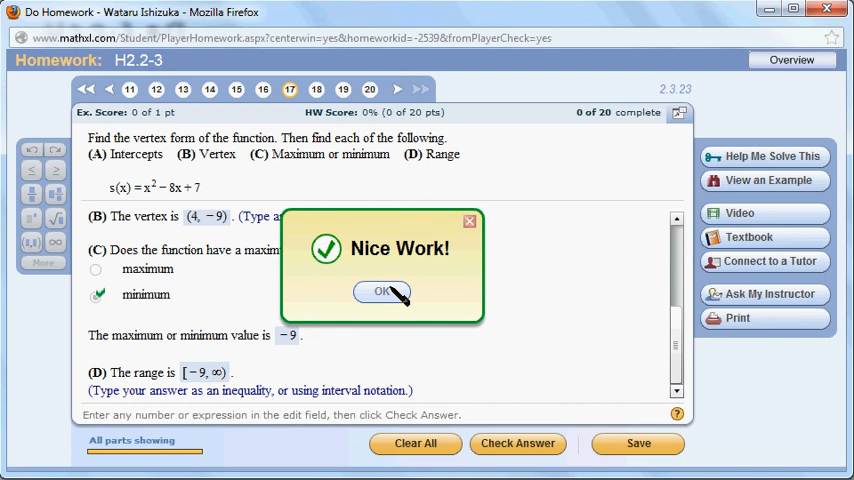 Do Homework - Wataru Ishizuka - Mozilla Firefox
www.mathxl.com/Student/PlayerHomework.aspx?centerwin=yes&homeworkid=-2539&fromPlayerCheck=yes
Homework: H2.2-3
Overview
11 12 13 14 15 16 17 18 19 20
2.3.23
Ex. Score: 0 of 1 pt
HW Score: 0% (0 of 20 pts)
0 of 20 complete
Find the vertex form of the function. Then find each of the following.
(A) Intercepts (B) Vertex (C) Maximum or minimum (D) Range
s(x) = x² − 8x + 7
(B) The vertex is (4, −9). (Type a
(C) Does the function have a maxim
maximum
minimum
The maximum or minimum value is −9.
(D) The range is [−9, ∞).
(Type your answer as an inequality, or using interval notation.)
Nice Work!
OK
Enter any number or expression in the edit field, then click Check Answer.
?
All parts showing
Clear All
Check Answer
Save
More
Help Me Solve This
View an Example
Video
Textbook
Connect to a Tutor
Ask My Instructor
Print